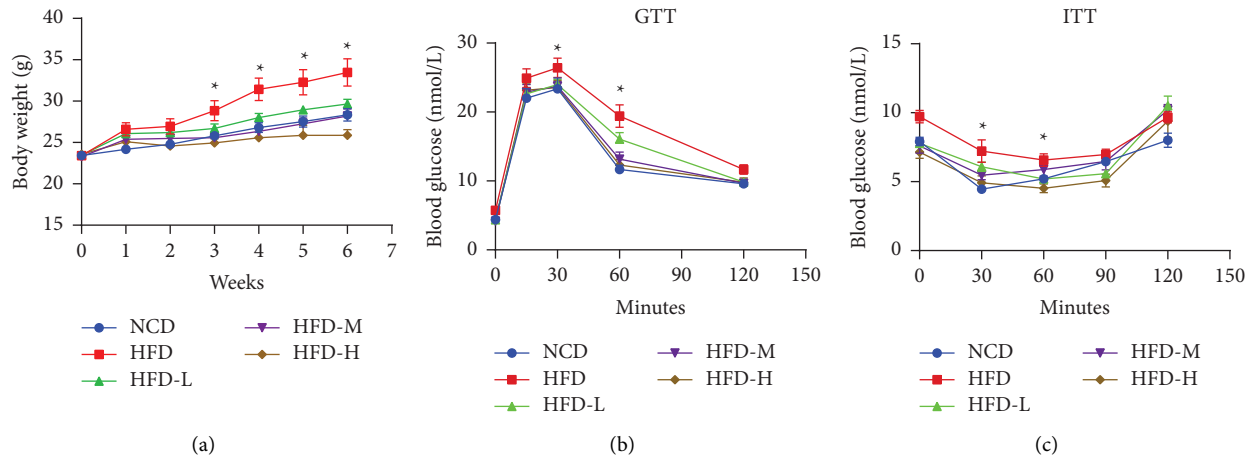 Body weight (g)
40
35
30
25
20
15
*
*
*
*
0
1
2
3
4
5
6
7
Weeks
NCD
HFD
HFD-L
HFD-M
HFD-H
(a)
GTT
Blood glucose (nmol/L)
30
20
10
0
*
*
0
30
60
90
120
150
Minutes
NCD
HFD
HFD-L
HFD-M
HFD-H
(b)
ITT
Blood glucose (nmol/L)
15
10
5
0
*
*
0
30
60
90
120
150
Minutes
NCD
HFD
HFD-L
HFD-M
HFD-H
(c)